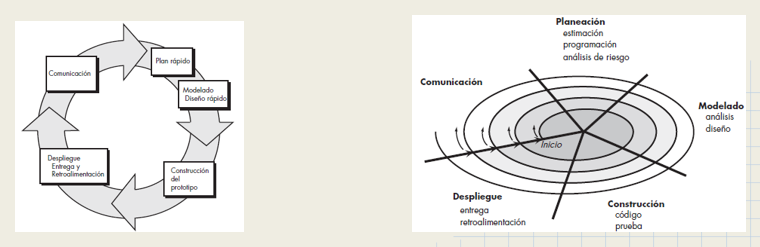 Comunicación
Plan rápido
Modelado
Diseño rápido
Construcción
del
prototipo
Despliegue
Entrega y
Retroalimentación
Planeación
estimación
programación
análisis de riesgo
Comunicación
Modelado
análisis
diseño
Inicio
Despliegue
entrega
retroalimentación
Construcción
código
prueba